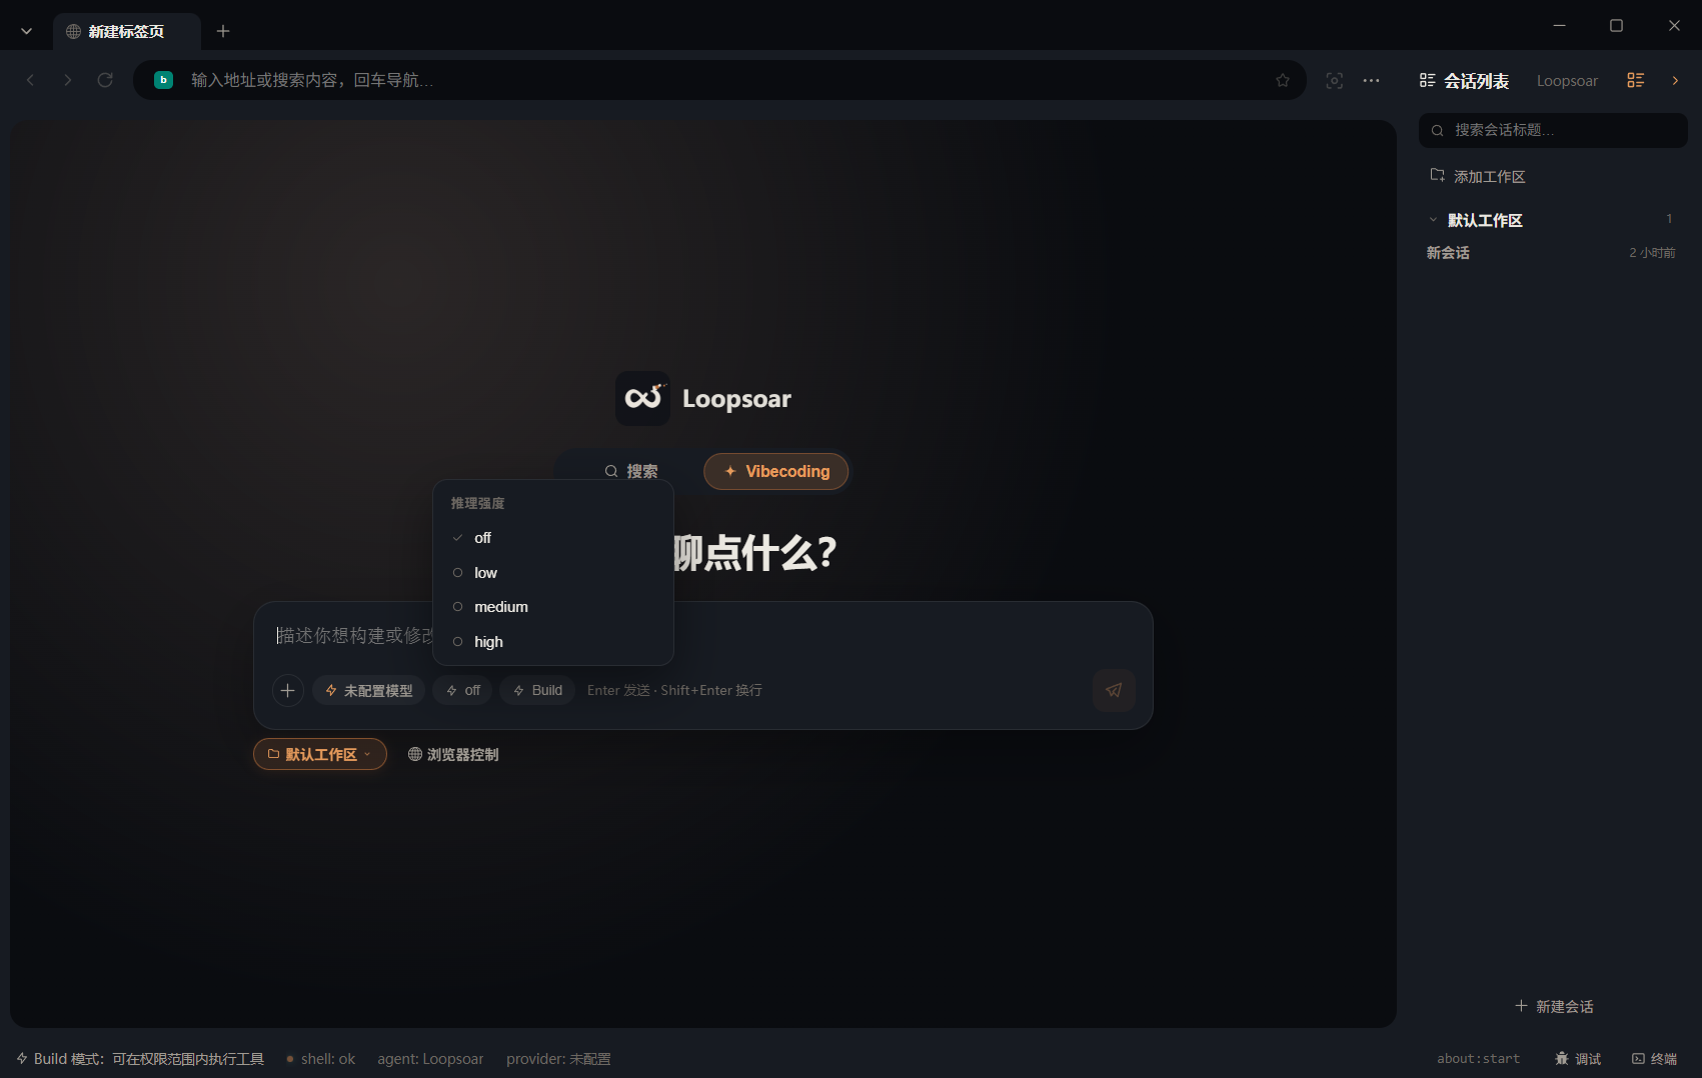 新建标签页
b
输入地址或搜索内容，回车导航...
会话列表
Loopsoar
搜索会话标题...
添加工作区
默认工作区
1
新会话
2 小时前
Loopsoar
搜索
Vibecoding
推理强度
off
low
medium
high
聊点什么？
描述你想构建或修改
未配置模型
off
Build
Enter 发送 · Shift+Enter 换行
默认工作区
浏览器控制
新建会话
Build 模式：可在权限范围内执行工具
shell: ok
agent: Loopsoar
provider: 未配置
about:start
调试
终端